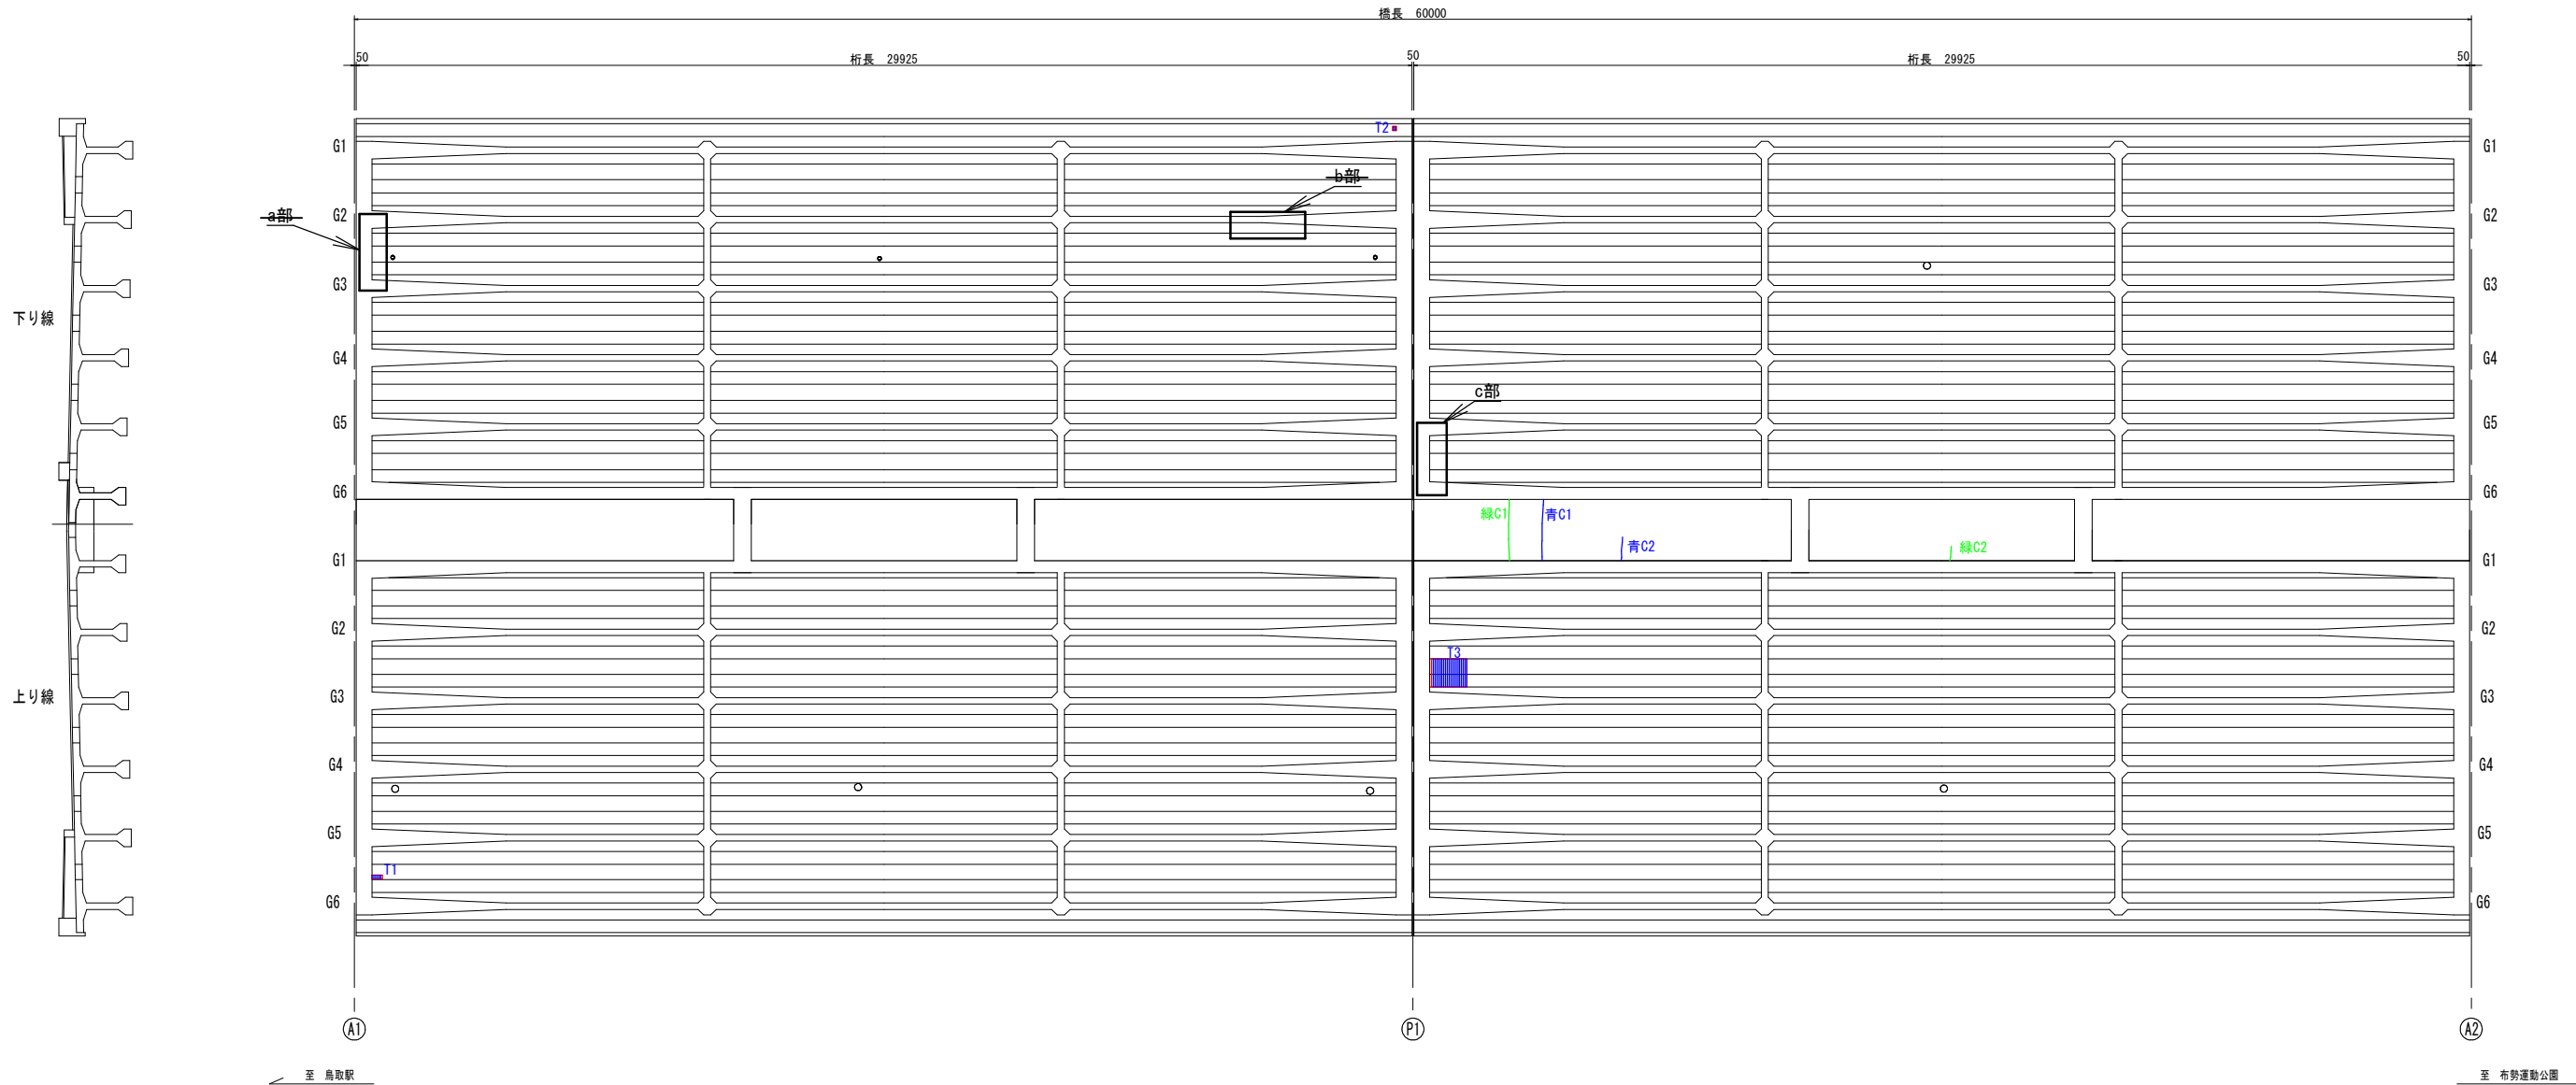 橋長 60000
50 桁長 29925 50 桁長 29925 50
T2
G1 G1
b部
a部 G2 G2
G3 G3
下り線
G4 G4
c部
G5 G5
G6 G6
緑C1 青C1
青C2 緑C2
G1 G1
G2 G2
T3
上り線 G3 G3
G4 G4
G5 G5
T1
G6 G6
A1 P1 A2
至 鳥取駅 至 布勢運動公園